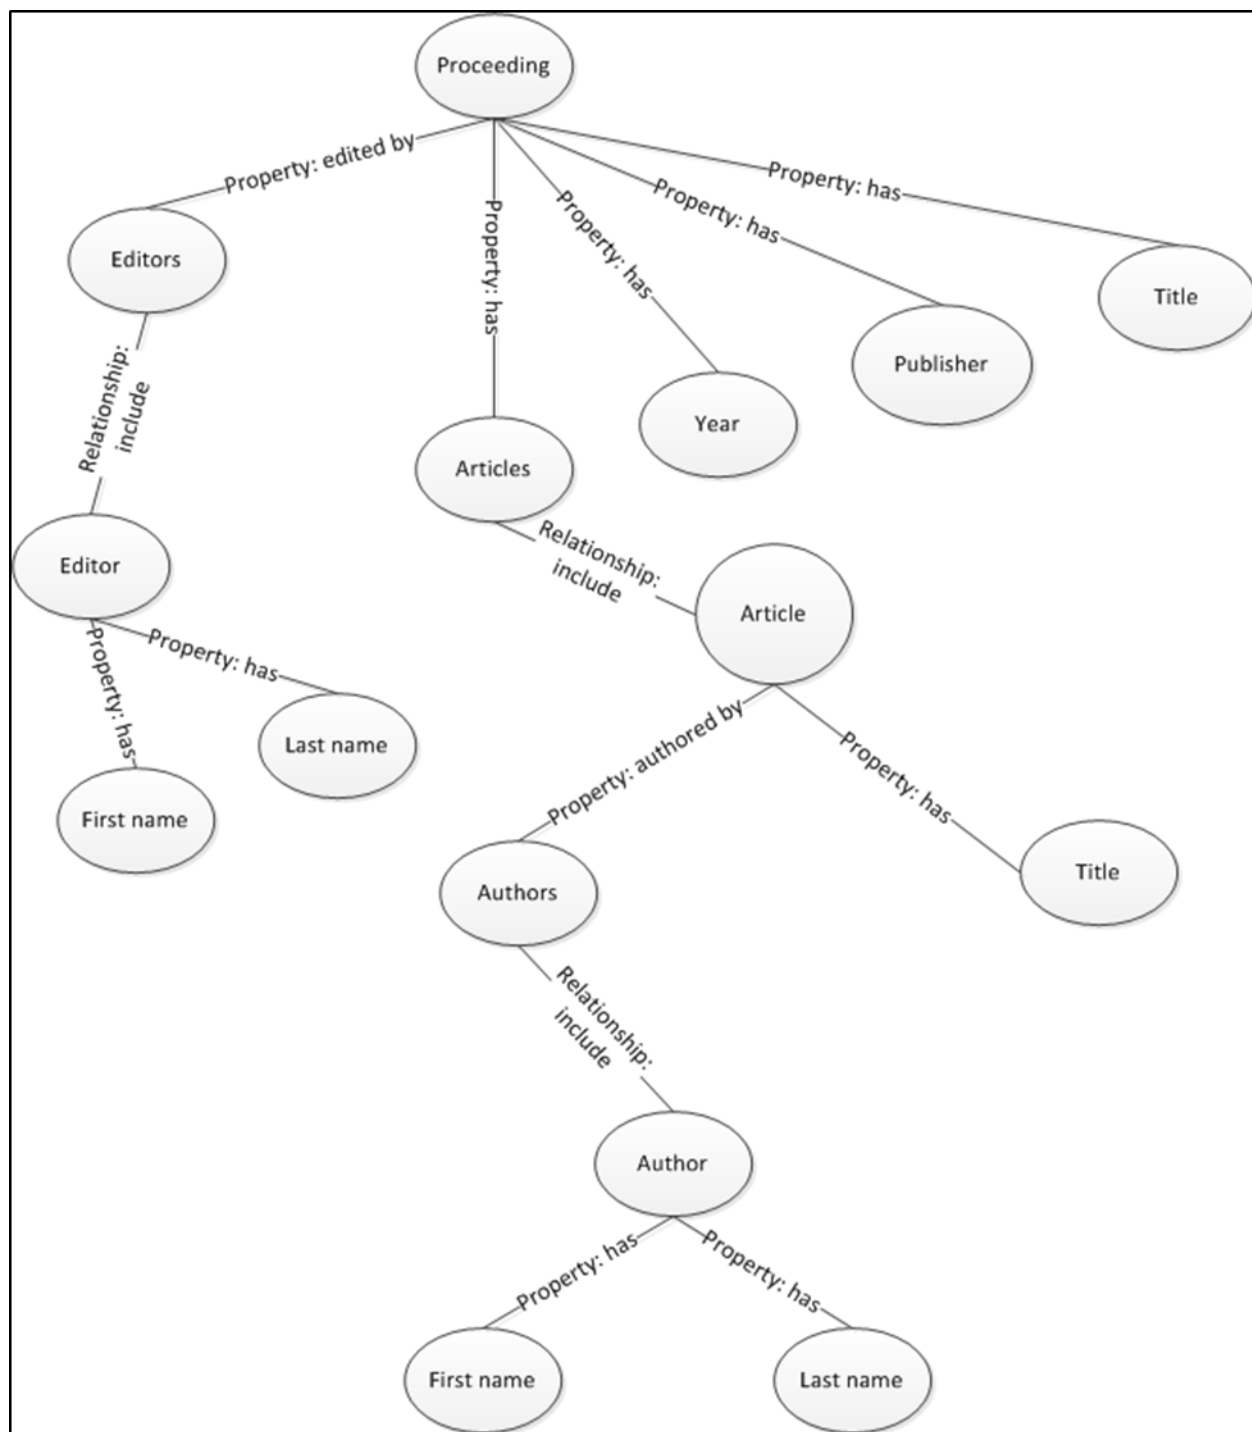 Proceeding
Property: edited by
Property: has
Property: has
Property: has
Property: has
Editors
Title
Publisher
Year
Articles
Relationship:
include
Relationship:
include
Editor
Article
Property: has
Property: has
Last name
First name
Property: authored by
Property: has
Authors
Title
Relationship:
include
Author
Property: has
Property: has
First name
Last name